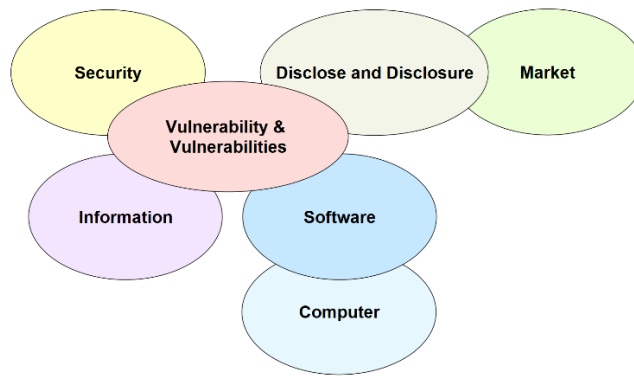 Security
Disclose and Disclosure
Market
Vulnerability &
Vulnerabilities
Information
Software
Computer